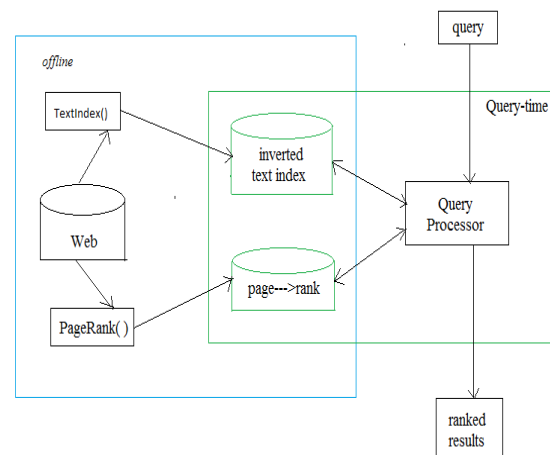 query
offline
Query-time
TextIndex()
inverted
text index
Query
Processor
Web
page--->rank
PageRank( )
ranked
results